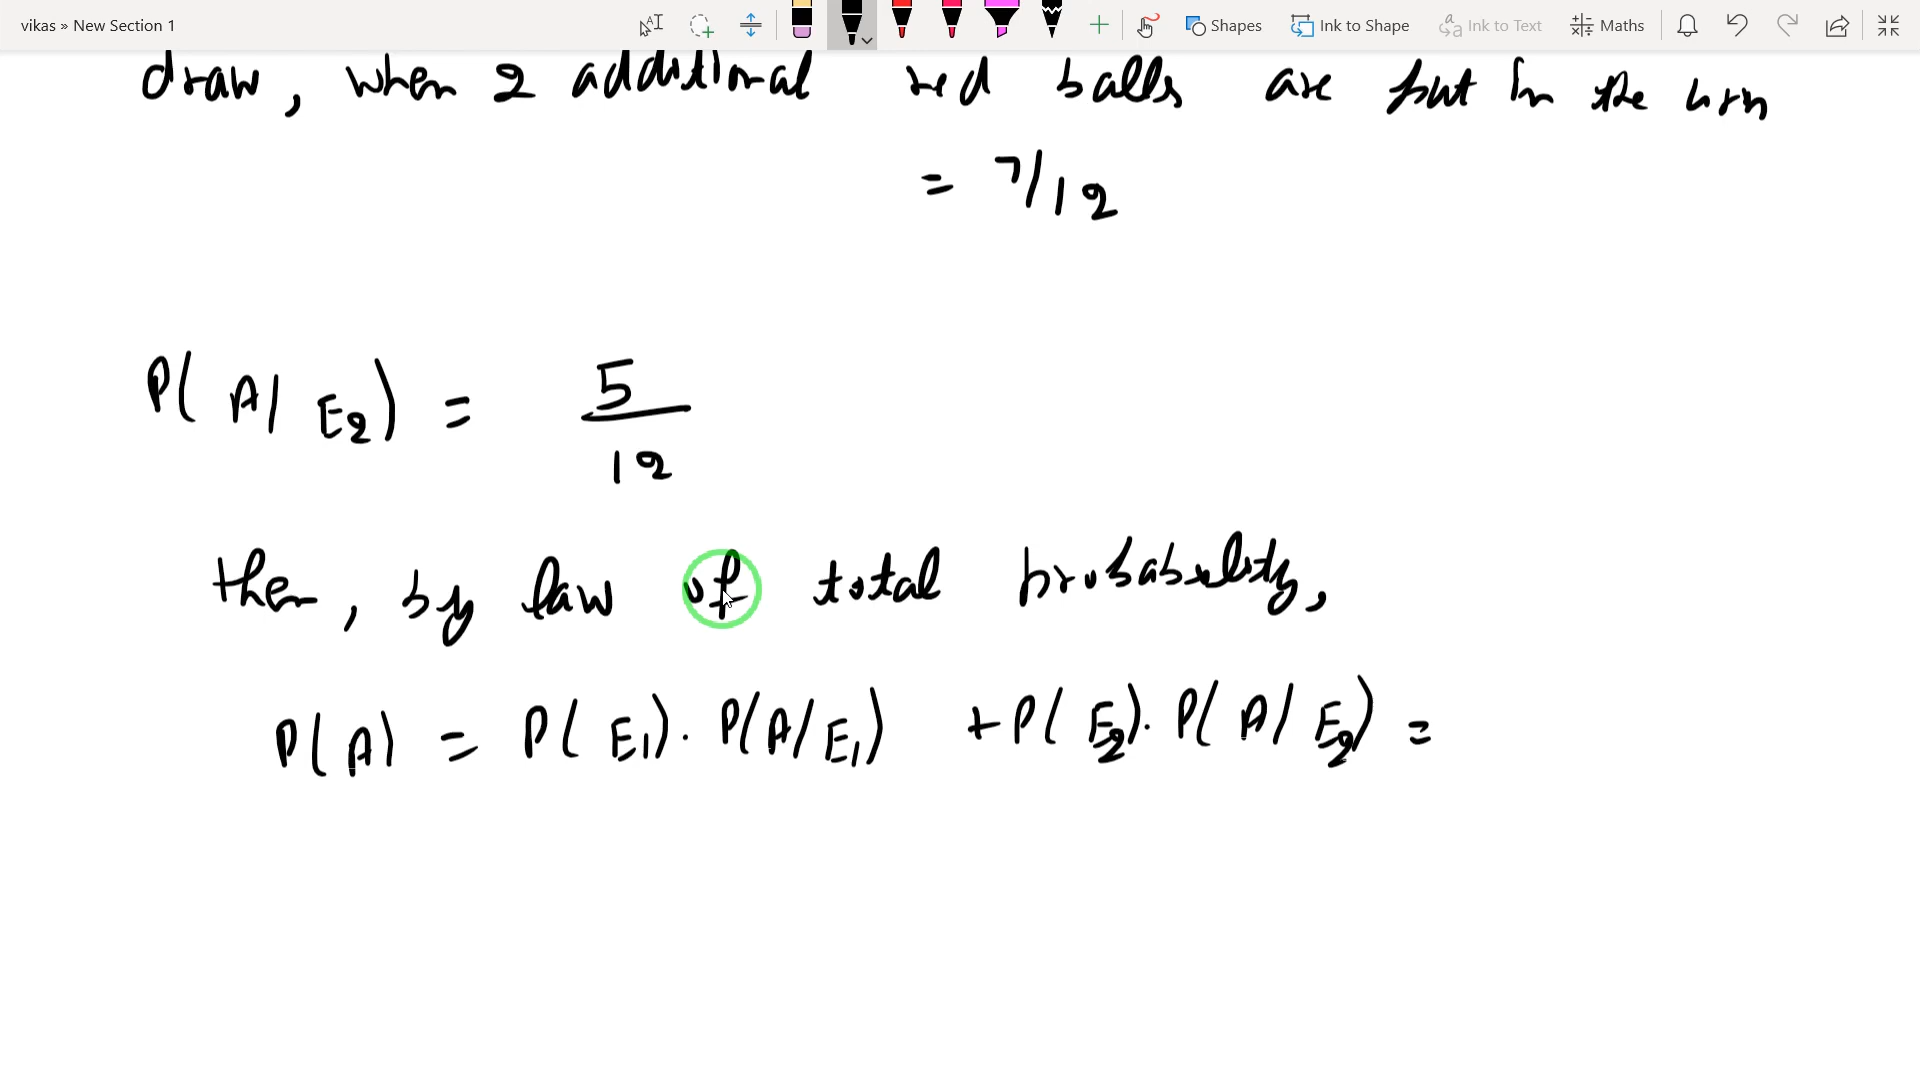 vikas » New Section 1 Shapes Ink to Shape Ink to Text Maths
draw, when 2 additional red balls are put in the urn
= 7/12
P(A/E₂) = 5/12
then, by law of total probability,
P(A) = P(E₁). P(A/E₁) + P(E₂). P(A/E₂) =